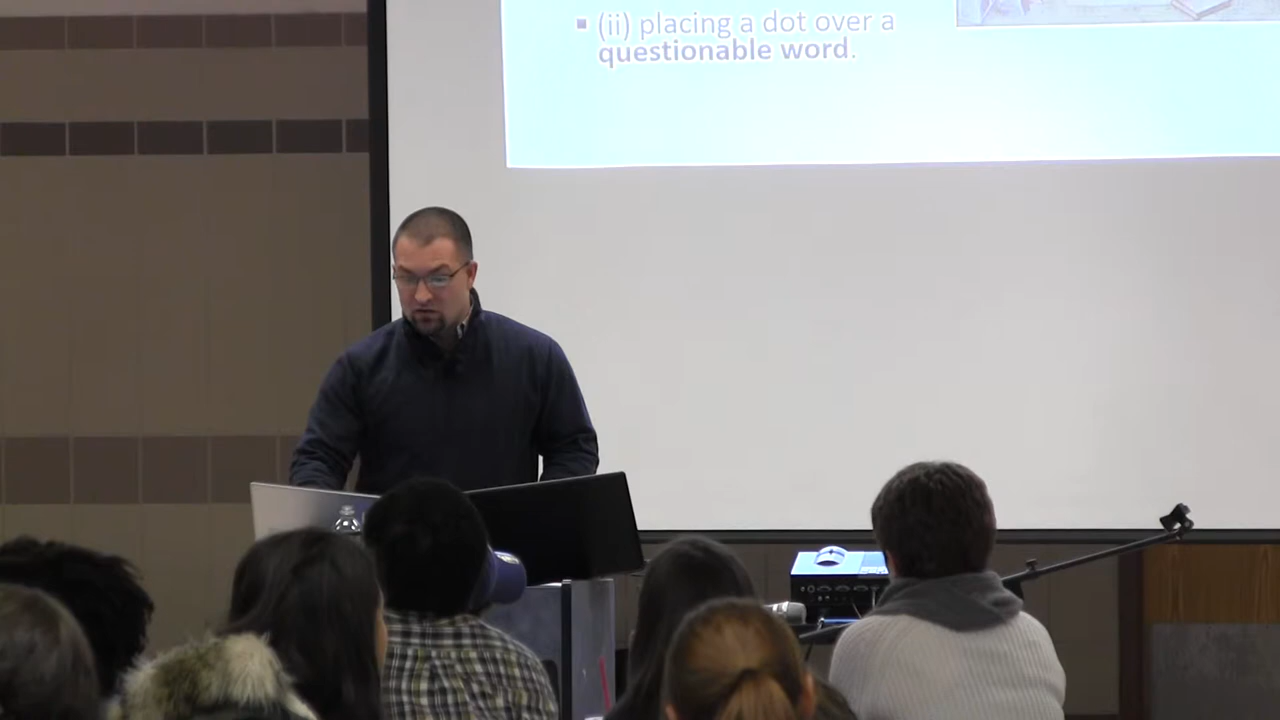 ▪ (ii) placing a dot over a
questionable word.